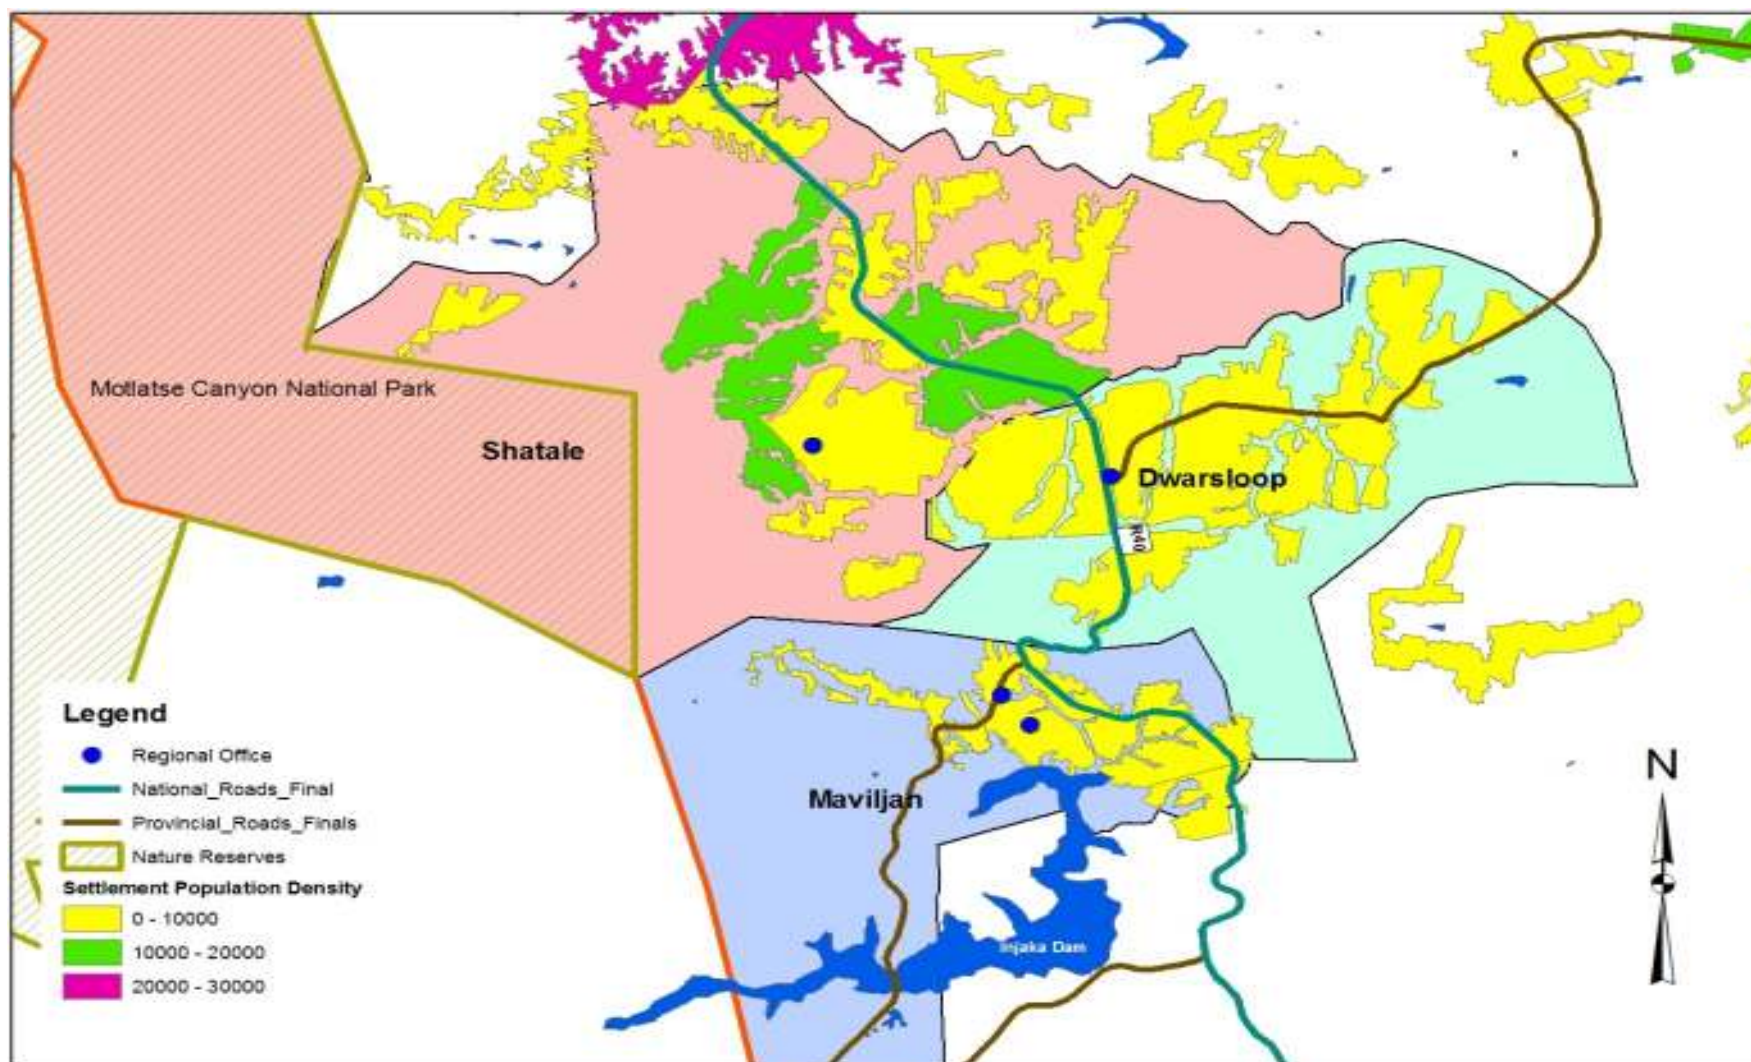 Motlatse Canyon National Park
Shatale
Dwarsloop
R40
Maviljan
Injaka Dam
Legend
Regional Office
National_Roads_Final
Provincial_Roads_Finals
Nature Reserves
Settlement Population Density
0 - 10000
10000 - 20000
20000 - 30000
N